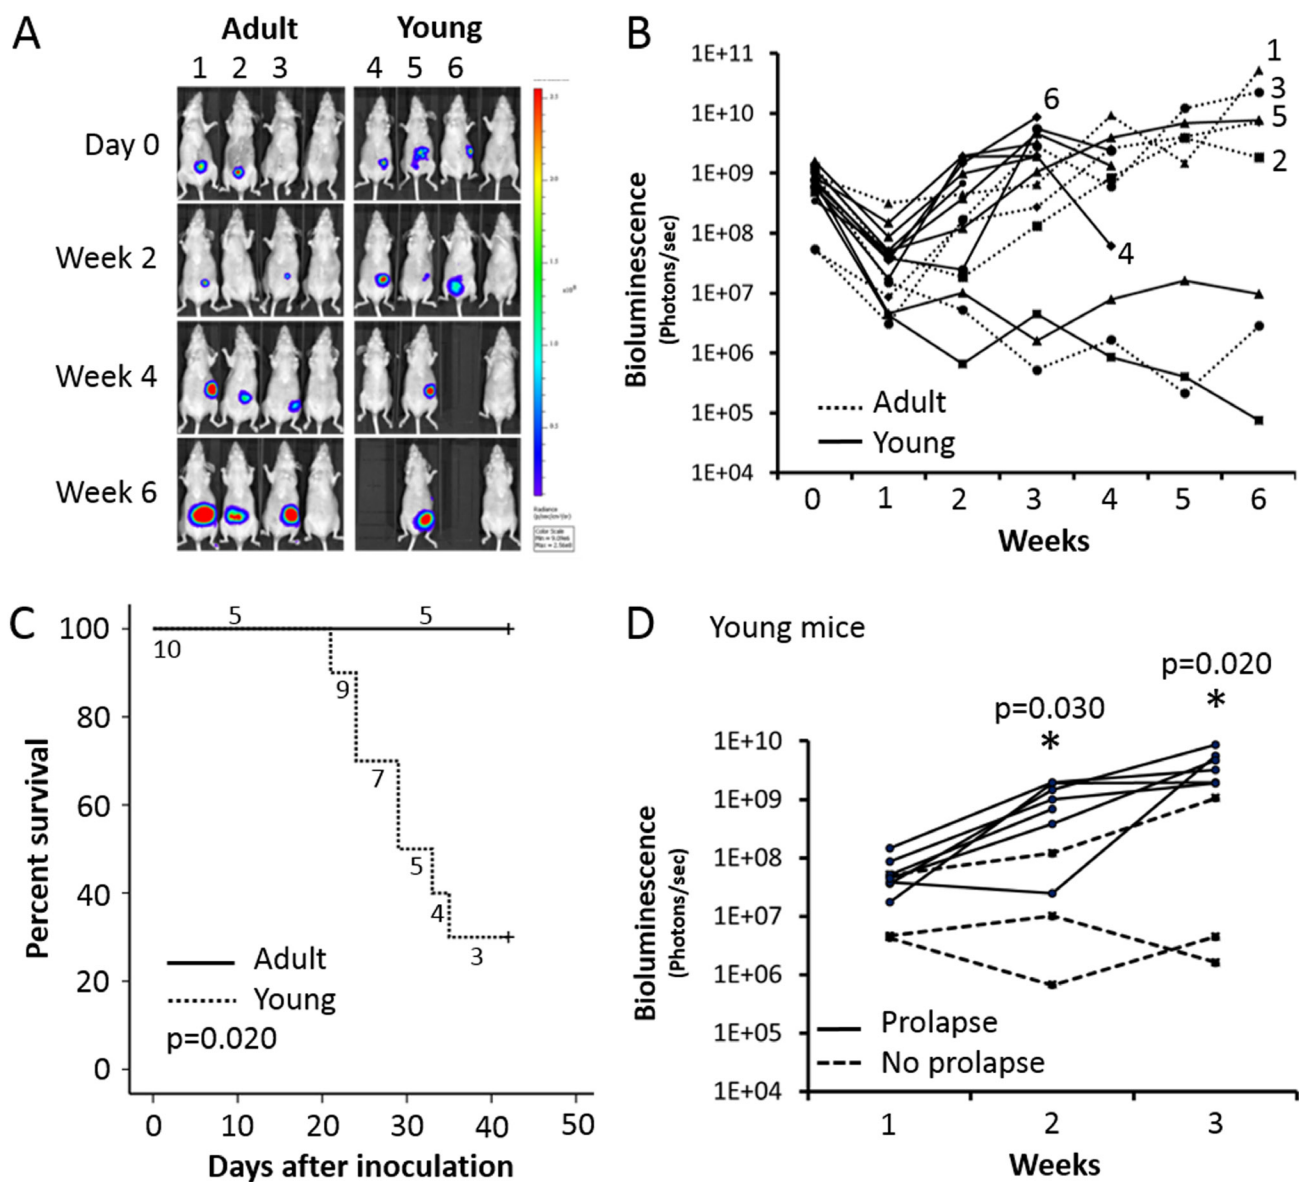 A
Adult Young
1 2 3 4 5 6
Day 0
Week 2
Week 4
Week 6
Radiance
Color Scale
B
1E+11
1E+10
1E+09
1E+08
1E+07
1E+06
1E+05
1E+04
Bioluminescence
(Photons/sec)
1
3
5
2
6
4
Adult
Young
0 1 2 3 4 5 6
Weeks
C
100
80
60
40
20
0
Percent survival
5 5
10
9
7
5
4
3
Adult
Young
p=0.020
0 10 20 30 40 50
Days after inoculation
D
Young mice
p=0.020
*
p=0.030
*
1E+10
1E+09
1E+08
1E+07
1E+06
1E+05
1E+04
Bioluminescence
(Photons/sec)
Prolapse
No prolapse
1 2 3
Weeks